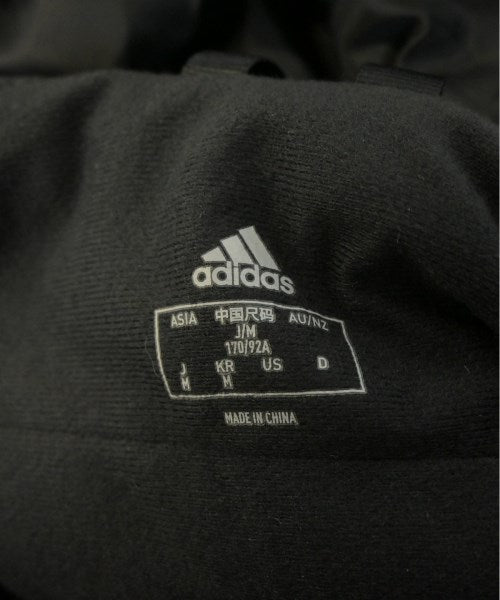 adidas
ASIA 中国尺码 AU/NZ
J/M
170/92A
J KR US D
M M
MADE IN CHINA